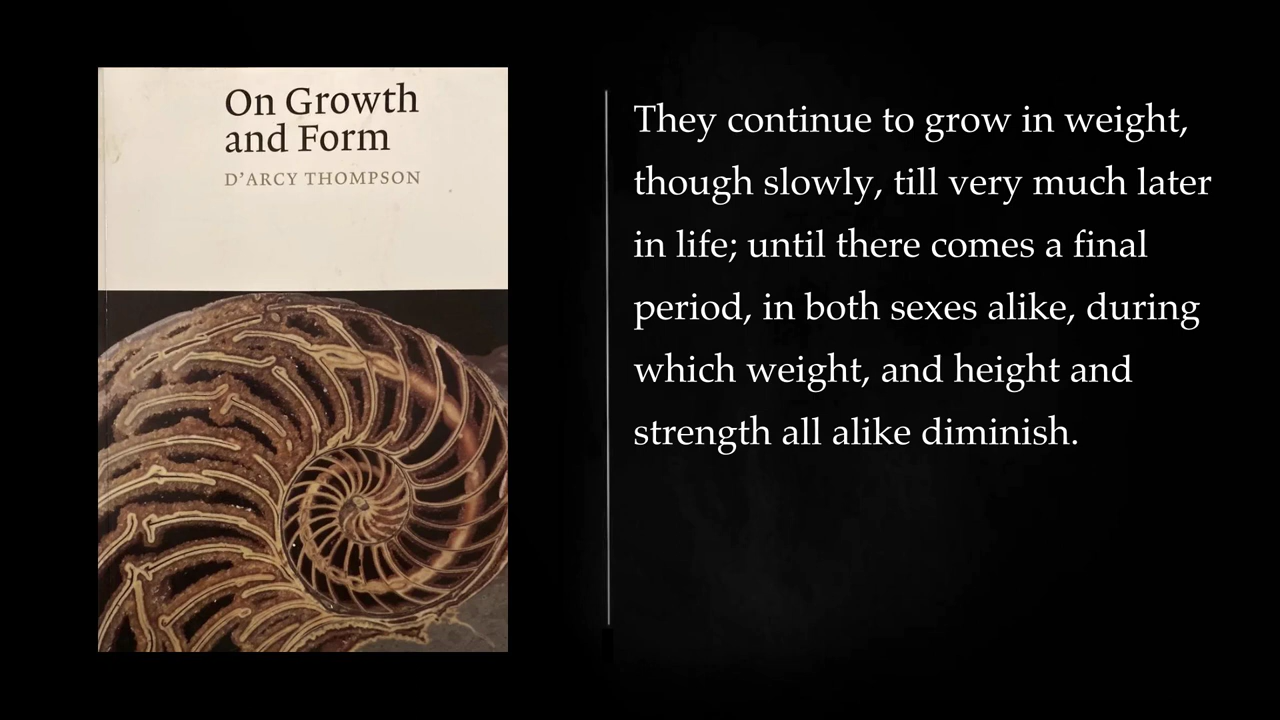 On Growth
and Form
D'ARCY THOMPSON
They continue to grow in weight,
though slowly, till very much later
in life; until there comes a final
period, in both sexes alike, during
which weight, and height and
strength all alike diminish.